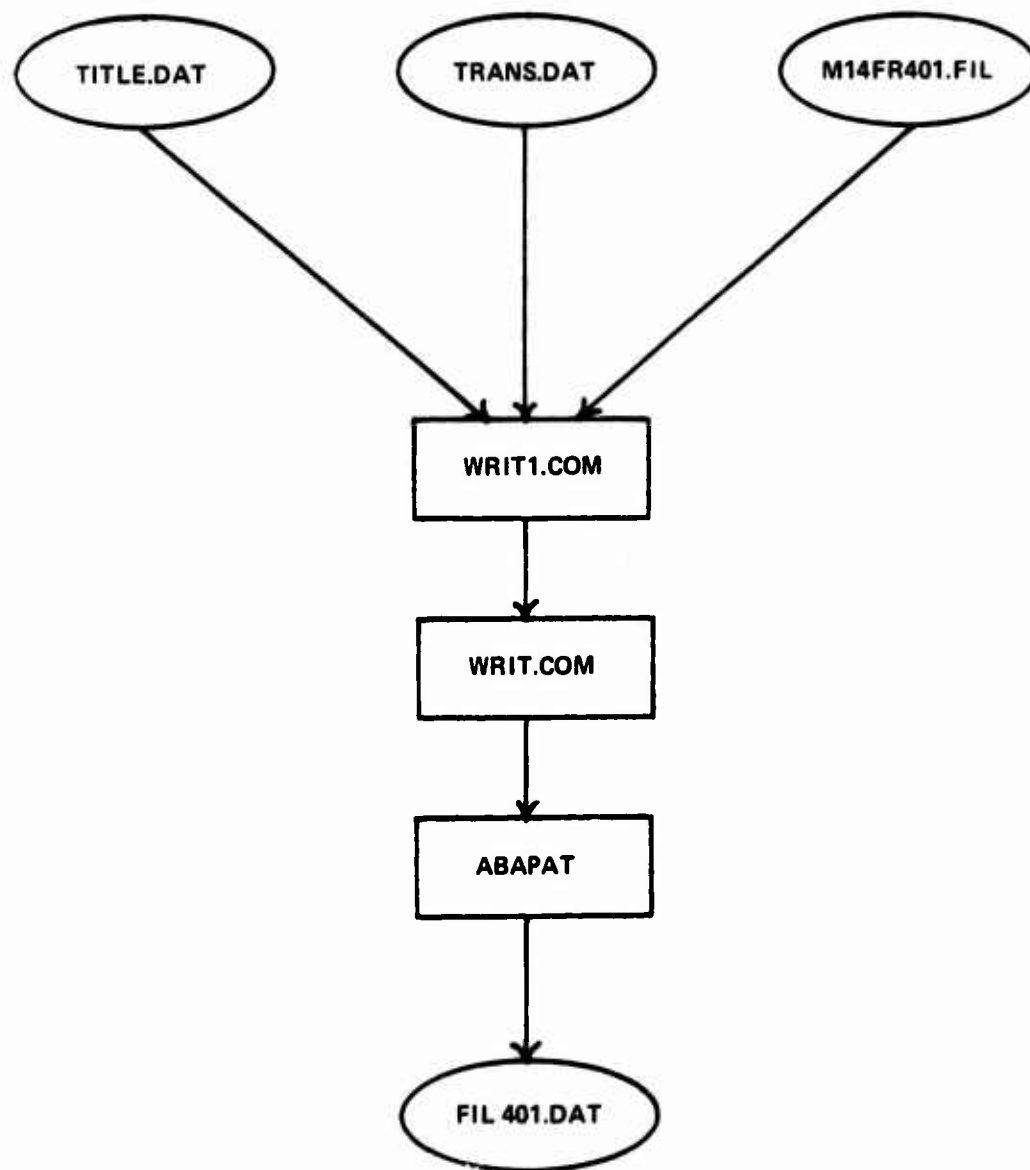 TITLE.DAT
TRANS.DAT
M14FR401.FIL
WRIT1.COM
WRIT.COM
ABAPAT
FIL 401.DAT